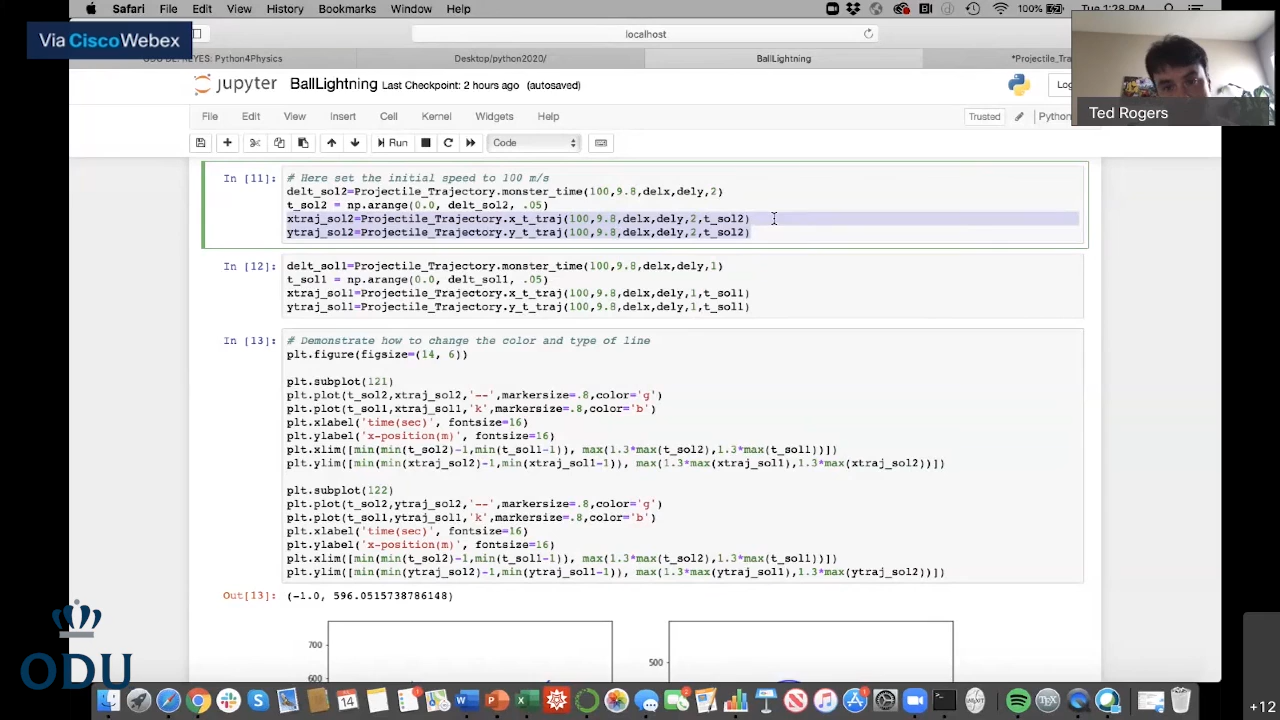 Safari File Edit View History Bookmarks Window Help
100%
1:28 PM
Via Cisco Webex
localhost
Python4Physics
Desktop/python2020/
BallLightning
Ted Rogers
jupyter BallLightning Last Checkpoint: 2 hours ago (autosaved)
File Edit View Insert Cell Kernel Widgets Help
Trusted
Run
Code
In [11]:
# Here set the initial speed to 100 m/s
delt_sol2=Projectile_Trajectory.monster_time(100,9.8,delx,dely,2)
t_sol2 = np.arange(0.0, delt_sol2, .05)
xtraj_sol2=Projectile_Trajectory.x_t_traj(100,9.8,delx,dely,2,t_sol2)
ytraj_sol2=Projectile_Trajectory.y_t_traj(100,9.8,delx,dely,2,t_sol2)
In [12]:
delt_sol1=Projectile_Trajectory.monster_time(100,9.8,delx,dely,1)
t_sol1 = np.arange(0.0, delt_sol1, .05)
xtraj_sol1=Projectile_Trajectory.x_t_traj(100,9.8,delx,dely,1,t_sol1)
ytraj_sol1=Projectile_Trajectory.y_t_traj(100,9.8,delx,dely,1,t_sol1)
In [13]:
# Demonstrate how to change the color and type of line
plt.figure(figsize=(14, 6))
plt.subplot(121)
plt.plot(t_sol2,xtraj_sol2,'--',markersize=.8,color='g')
plt.plot(t_sol1,xtraj_sol1,'k',markersize=.8,color='b')
plt.xlabel('time(sec)', fontsize=16)
plt.ylabel('x-position(m)', fontsize=16)
plt.xlim([min(min(t_sol2)-1,min(t_sol1-1)), max(1.3*max(t_sol2),1.3*max(t_sol1))])
plt.ylim([min(min(xtraj_sol2)-1,min(xtraj_sol1-1)), max(1.3*max(xtraj_sol1),1.3*max(xtraj_sol2))])
plt.subplot(122)
plt.plot(t_sol2,ytraj_sol2,'--',markersize=.8,color='g')
plt.plot(t_sol1,ytraj_sol1,'k',markersize=.8,color='b')
plt.xlabel('time(sec)', fontsize=16)
plt.ylabel('x-position(m)', fontsize=16)
plt.xlim([min(min(t_sol2)-1,min(t_sol1-1)), max(1.3*max(t_sol2),1.3*max(t_sol1))])
plt.ylim([min(min(ytraj_sol2)-1,min(ytraj_sol1-1)), max(1.3*max(ytraj_sol1),1.3*max(ytraj_sol2))])
Out[13]: (-1.0, 596.0515738786148)
700
600
500
ODU
+12